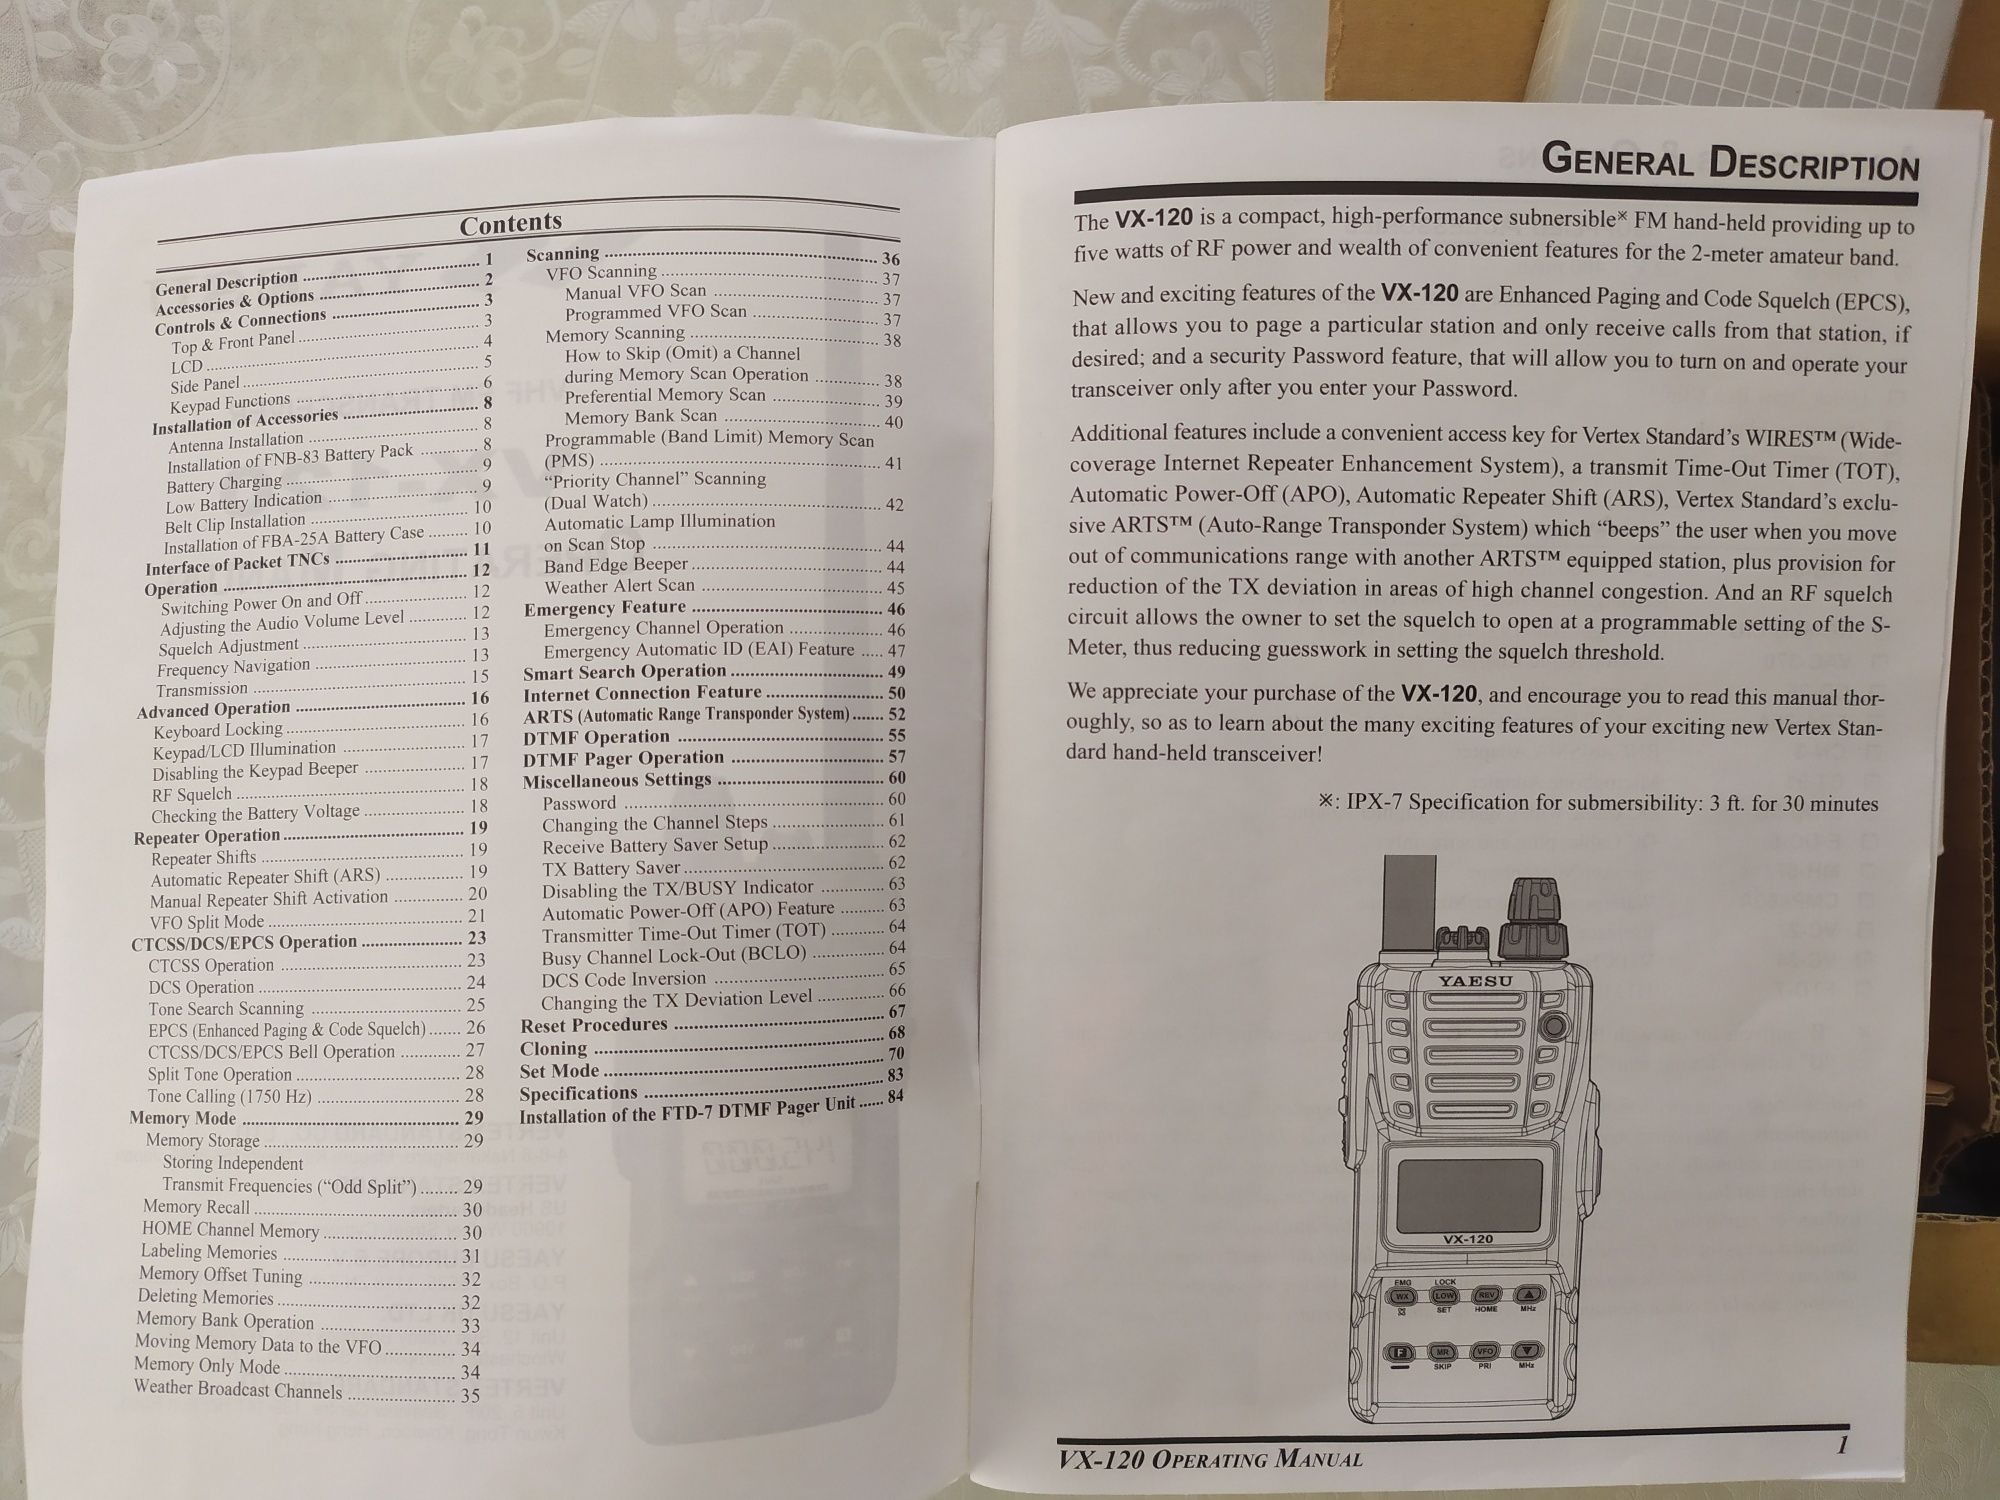 Contents
General Description ........ 1
Accessories & Options ........ 2
Controls & Connections ........ 3
Top & Front Panel ........ 3
LCD ........ 4
Side Panel ........ 5
Keypad Functions ........ 6
Installation of Accessories ........ 8
Antenna Installation ........ 8
Installation of FNB-83 Battery Pack ........ 8
Battery Charging ........ 9
Low Battery Indication ........ 9
Belt Clip Installation ........ 10
Installation of FBA-25A Battery Case ........ 10
Interface of Packet TNCs ........ 11
Operation ........ 12
Switching Power On and Off ........ 12
Adjusting the Audio Volume Level ........ 12
Squelch Adjustment ........ 13
Frequency Navigation ........ 13
Transmission ........ 15
Advanced Operation ........ 16
Keyboard Locking ........ 16
Keypad/LCD Illumination ........ 17
Disabling the Keypad Beeper ........ 17
RF Squelch ........ 18
Checking the Battery Voltage ........ 18
Repeater Operation ........ 19
Repeater Shifts ........ 19
Automatic Repeater Shift (ARS) ........ 19
Manual Repeater Shift Activation ........ 20
VFO Split Mode ........ 21
CTCSS/DCS/EPCS Operation ........ 23
CTCSS Operation ........ 23
DCS Operation ........ 24
Tone Search Scanning ........ 25
EPCS (Enhanced Paging & Code Squelch) ........ 26
CTCSS/DCS/EPCS Bell Operation ........ 27
Split Tone Operation ........ 28
Tone Calling (1750 Hz) ........ 28
Memory Mode ........ 29
Memory Storage ........ 29
Storing Independent
Transmit Frequencies (“Odd Split”) ........ 29
Memory Recall ........ 30
HOME Channel Memory ........ 30
Labeling Memories ........ 31
Memory Offset Tuning ........ 32
Deleting Memories ........ 32
Memory Bank Operation ........ 33
Moving Memory Data to the VFO ........ 34
Memory Only Mode ........ 34
Weather Broadcast Channels ........ 35
Scanning ........ 36
VFO Scanning ........ 37
Manual VFO Scan ........ 37
Programmed VFO Scan ........ 37
Memory Scanning ........ 38
How to Skip (Omit) a Channel
during Memory Scan Operation ........ 38
Preferential Memory Scan ........ 39
Memory Bank Scan ........ 40
Programmable (Band Limit) Memory Scan
(PMS) ........ 41
“Priority Channel” Scanning
(Dual Watch) ........ 42
Automatic Lamp Illumination
on Scan Stop ........ 44
Band Edge Beeper ........ 44
Weather Alert Scan ........ 45
Emergency Feature ........ 46
Emergency Channel Operation ........ 46
Emergency Automatic ID (EAI) Feature ..... 47
Smart Search Operation ........ 49
Internet Connection Feature ........ 50
ARTS (Automatic Range Transponder System) ....... 52
DTMF Operation ........ 55
DTMF Pager Operation ........ 57
Miscellaneous Settings ........ 60
Password ........ 60
Changing the Channel Steps ........ 61
Receive Battery Saver Setup ........ 62
TX Battery Saver ........ 62
Disabling the TX/BUSY Indicator ........ 63
Automatic Power-Off (APO) Feature ........ 63
Transmitter Time-Out Timer (TOT) ........ 64
Busy Channel Lock-Out (BCLO) ........ 64
DCS Code Inversion ........ 65
Changing the TX Deviation Level ........ 66
Reset Procedures ........ 67
Cloning ........ 68
Set Mode ........ 70
Specifications ........ 83
Installation of the FTD-7 DTMF Pager Unit ...... 84
GENERAL DESCRIPTION
The VX-120 is a compact, high-performance subnersible※ FM hand-held providing up to
five watts of RF power and wealth of convenient features for the 2-meter amateur band.
New and exciting features of the VX-120 are Enhanced Paging and Code Squelch (EPCS),
that allows you to page a particular station and only receive calls from that station, if
desired; and a security Password feature, that will allow you to turn on and operate your
transceiver only after you enter your Password.
Additional features include a convenient access key for Vertex Standard’s WIRES™ (Wide-
coverage Internet Repeater Enhancement System), a transmit Time-Out Timer (TOT),
Automatic Power-Off (APO), Automatic Repeater Shift (ARS), Vertex Standard’s exclu-
sive ARTS™ (Auto-Range Transponder System) which “beeps” the user when you move
out of communications range with another ARTS™ equipped station, plus provision for
reduction of the TX deviation in areas of high channel congestion. And an RF squelch
circuit allows the owner to set the squelch to open at a programmable setting of the S-
Meter, thus reducing guesswork in setting the squelch threshold.
We appreciate your purchase of the VX-120, and encourage you to read this manual thor-
oughly, so as to learn about the many exciting features of your exciting new Vertex Stan-
dard hand-held transceiver!
※: IPX-7 Specification for submersibility: 3 ft. for 30 minutes
YAESU
VX-120
EMG LOCK
WX LOW REV ▲
SET HOME MHz
F MR VFO ▼
SKIP PRI MHz
VX-120 OPERATING MANUAL
1